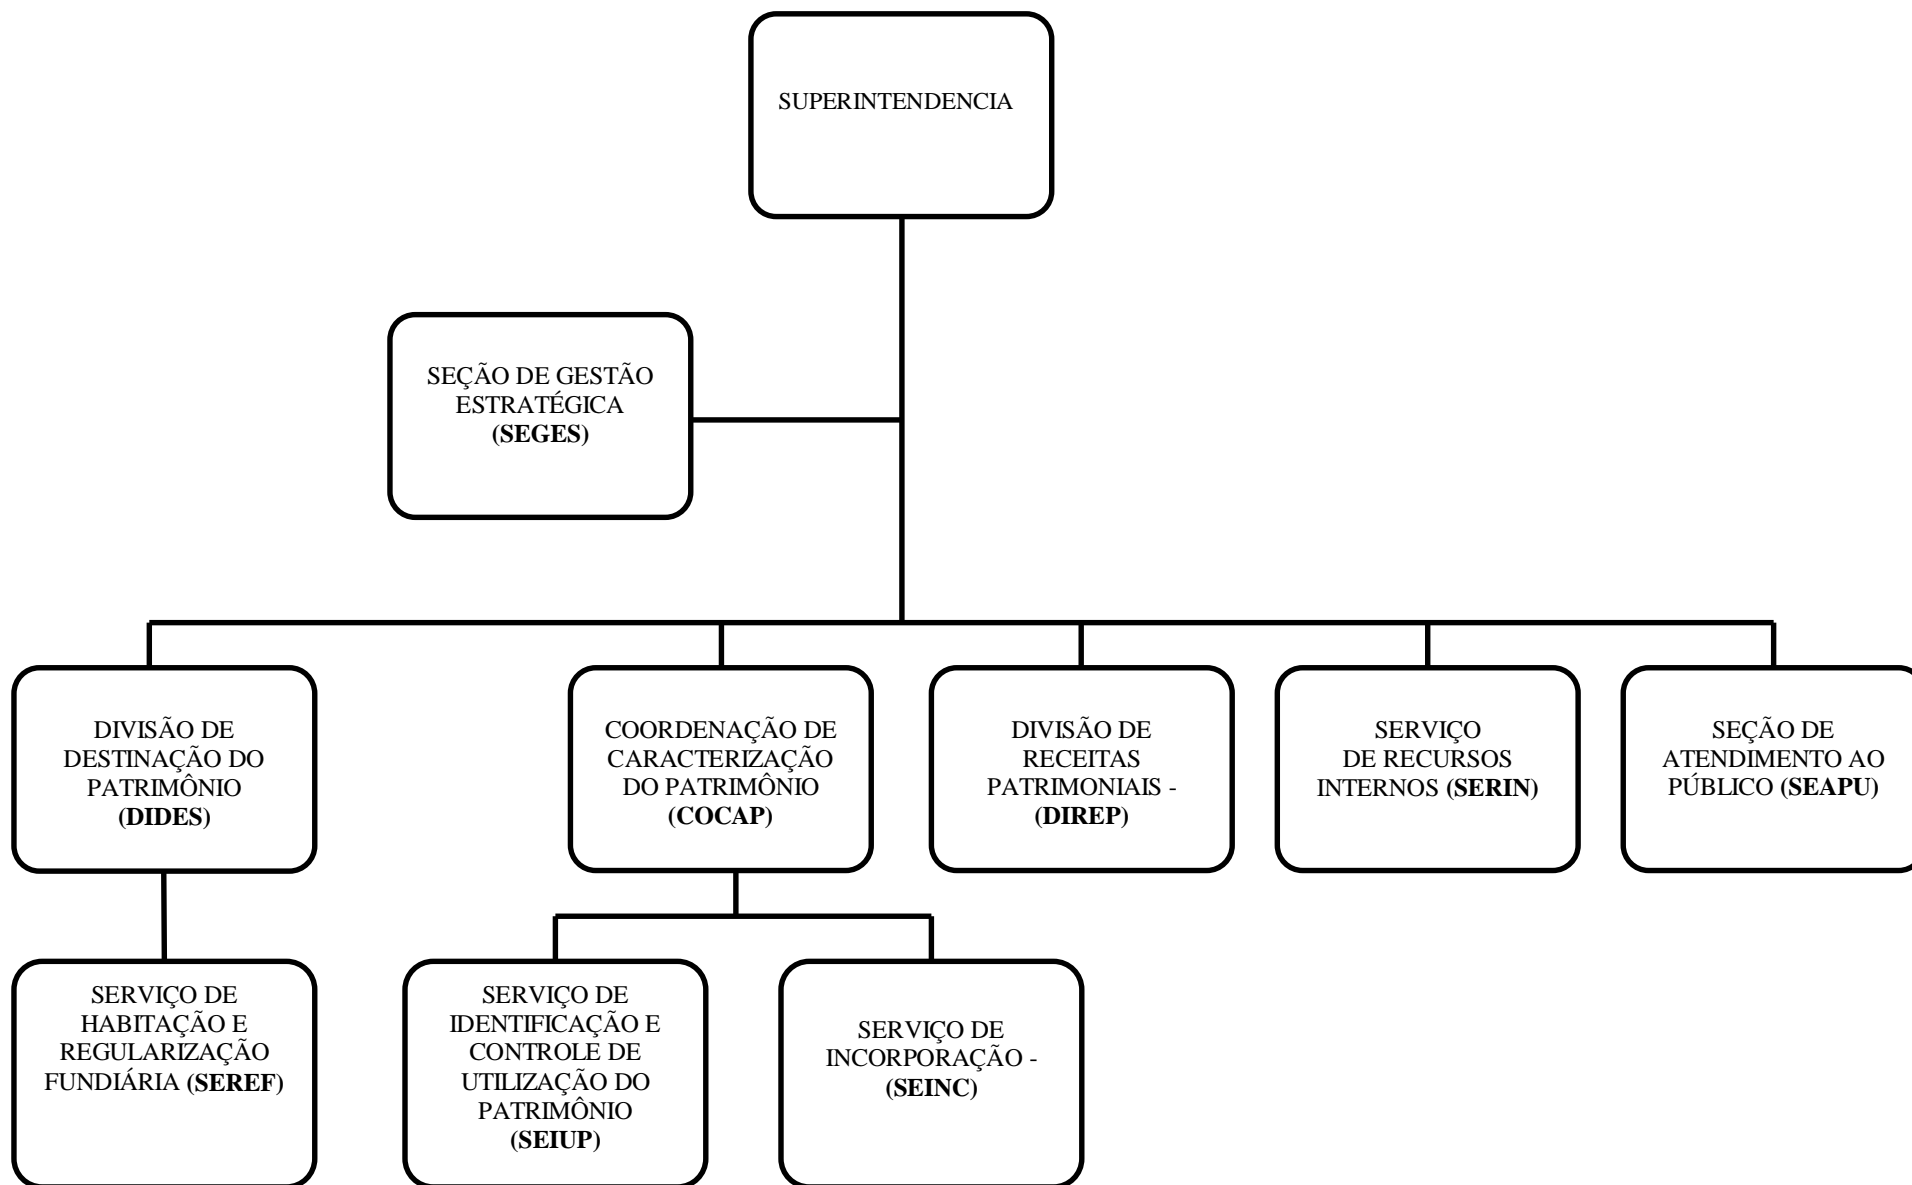 SUPERINTENDENCIA
SEÇÃO DE GESTÃO
ESTRATÉGICA
(SEGES)
DIVISÃO DE
DESTINAÇÃO DO
PATRIMÔNIO
(DIDES)
COORDENAÇÃO DE
CARACTERIZAÇÃO
DO PATRIMÔNIO
(COCAP)
DIVISÃO DE
RECEITAS
PATRIMONIAIS -
(DIREP)
SERVIÇO
DE RECURSOS
INTERNOS (SERIN)
SEÇÃO DE
ATENDIMENTO AO
PÚBLICO (SEAPU)
SERVIÇO DE
HABITAÇÃO E
REGULARIZAÇÃO
FUNDIÁRIA (SEREF)
SERVIÇO DE
IDENTIFICAÇÃO E
CONTROLE DE
UTILIZAÇÃO DO
PATRIMÔNIO
(SEIUP)
SERVIÇO DE
INCORPORAÇÃO -
(SEINC)